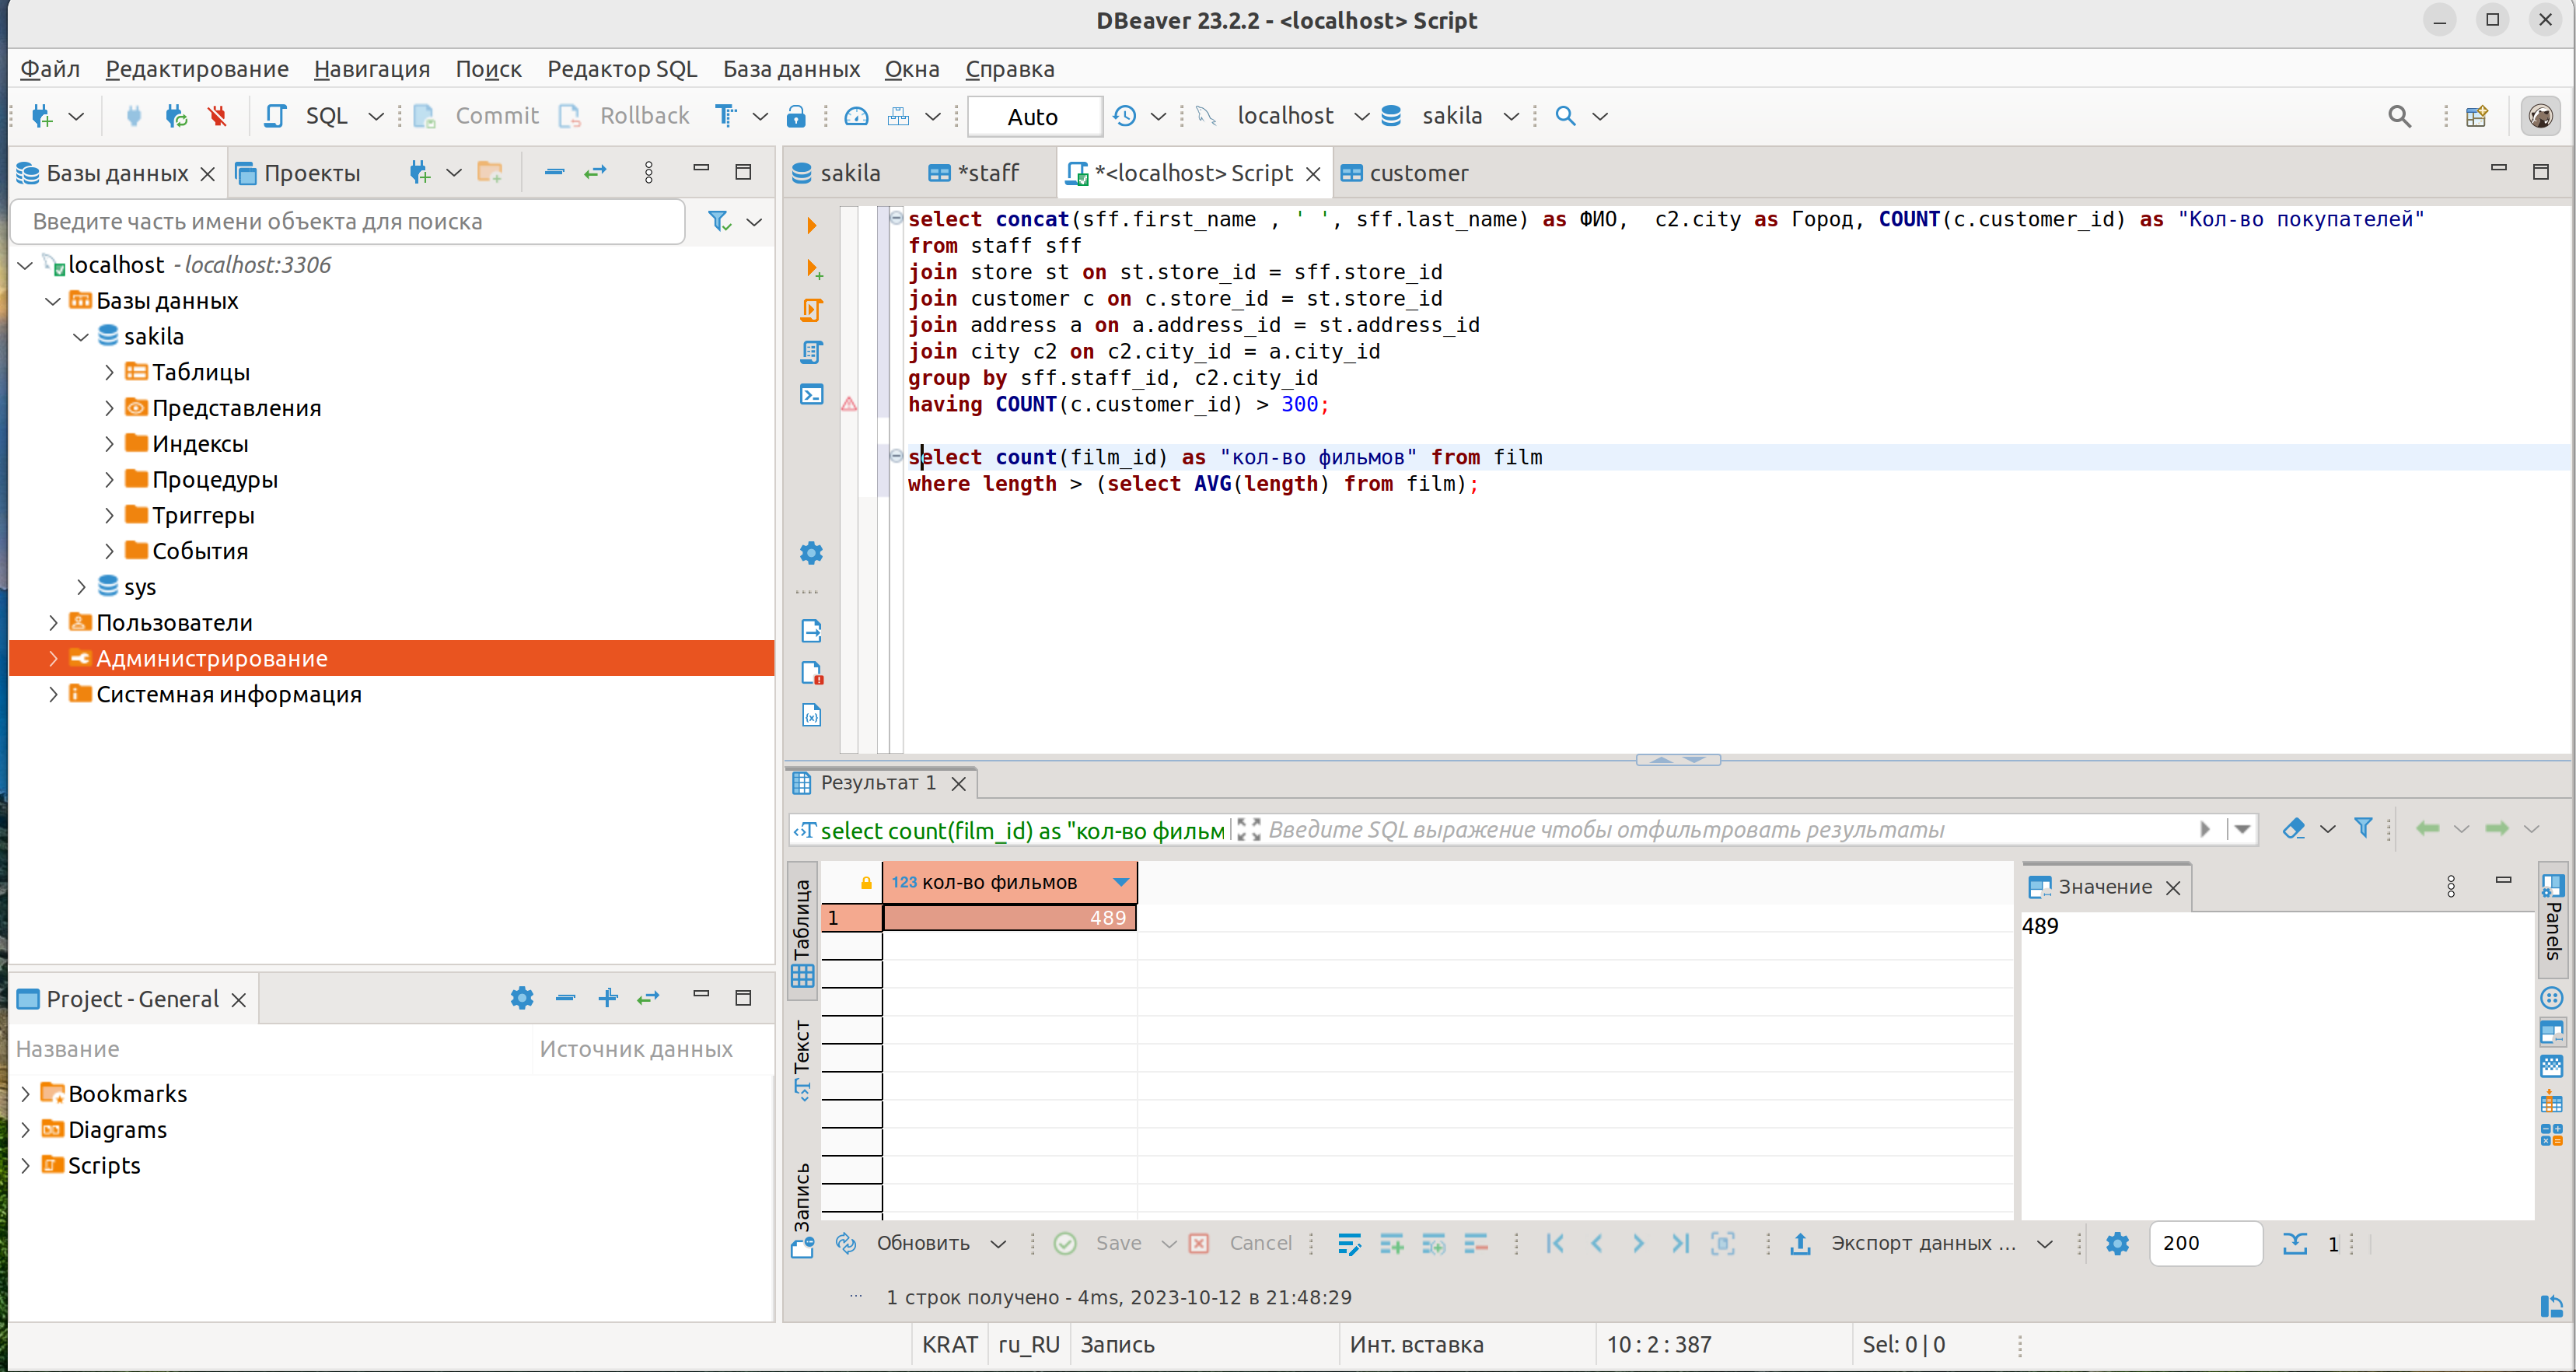 DBeaver 23.2.2 - <localhost> Script
Файл Редактирование Навигация Поиск Редактор SQL База данных Окна Справка
SQL Commit Rollback Auto localhost sakila
Базы данных Проекты
Введите часть имени объекта для поиска
localhost - localhost:3306
Базы данных
sakila
Таблицы
Представления
Индексы
Процедуры
Триггеры
События
sys
Пользователи
Администрирование
Системная информация
Project - General
Название Источник данных
Bookmarks
Diagrams
Scripts
sakila *staff *<localhost> Script customer
select concat(sff.first_name , ' ', sff.last_name) as ФИО,  c2.city as Город, COUNT(c.customer_id) as "Кол-во покупателей"
from staff sff
join store st on st.store_id = sff.store_id
join customer c on c.store_id = st.store_id
join address a on a.address_id = st.address_id
join city c2 on c2.city_id = a.city_id
group by sff.staff_id, c2.city_id
having COUNT(c.customer_id) > 300;
select count(film_id) as "кол-во фильмов" from film
where length > (select AVG(length) from film);
Результат 1
select count(film_id) as "кол-во фильм Введите SQL выражение чтобы отфильтровать результаты
Таблица
Текст
Запись
123 кол-во фильмов
1 489
Значение
489
Panels
Обновить Save Cancel Экспорт данных ... 200 1
... 1 строк получено - 4ms, 2023-10-12 в 21:48:29
KRAT ru_RU Запись Инт. вставка 10 : 2 : 387 Sel: 0 | 0